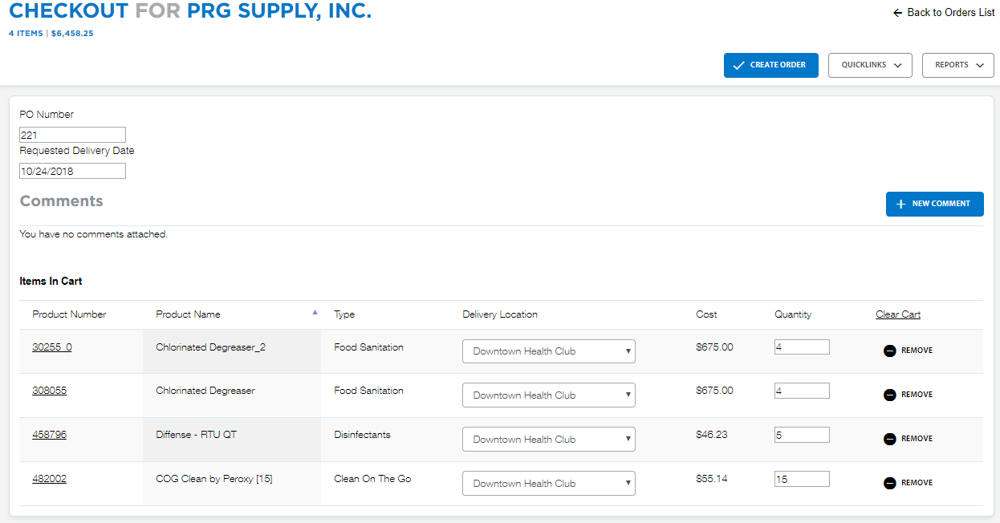 CHECKOUT FOR PRG SUPPLY, INC.
← Back to Orders List
4 ITEMS | $6,458.25
CREATE ORDER QUICKLINKS REPORTS
PO Number
221
Requested Delivery Date
10/24/2018
Comments
+ NEW COMMENT
You have no comments attached.
Items In Cart
Product Number Product Name Type Delivery Location Cost Quantity Clear Cart
30255_0 Chlorinated Degreaser_2 Food Sanitation Downtown Health Club $675.00 4 REMOVE
308055 Chlorinated Degreaser Food Sanitation Downtown Health Club $675.00 4 REMOVE
458796 Diffense - RTU QT Disinfectants Downtown Health Club $46.23 5 REMOVE
482002 COG Clean by Peroxy [15] Clean On The Go Downtown Health Club $55.14 15 REMOVE